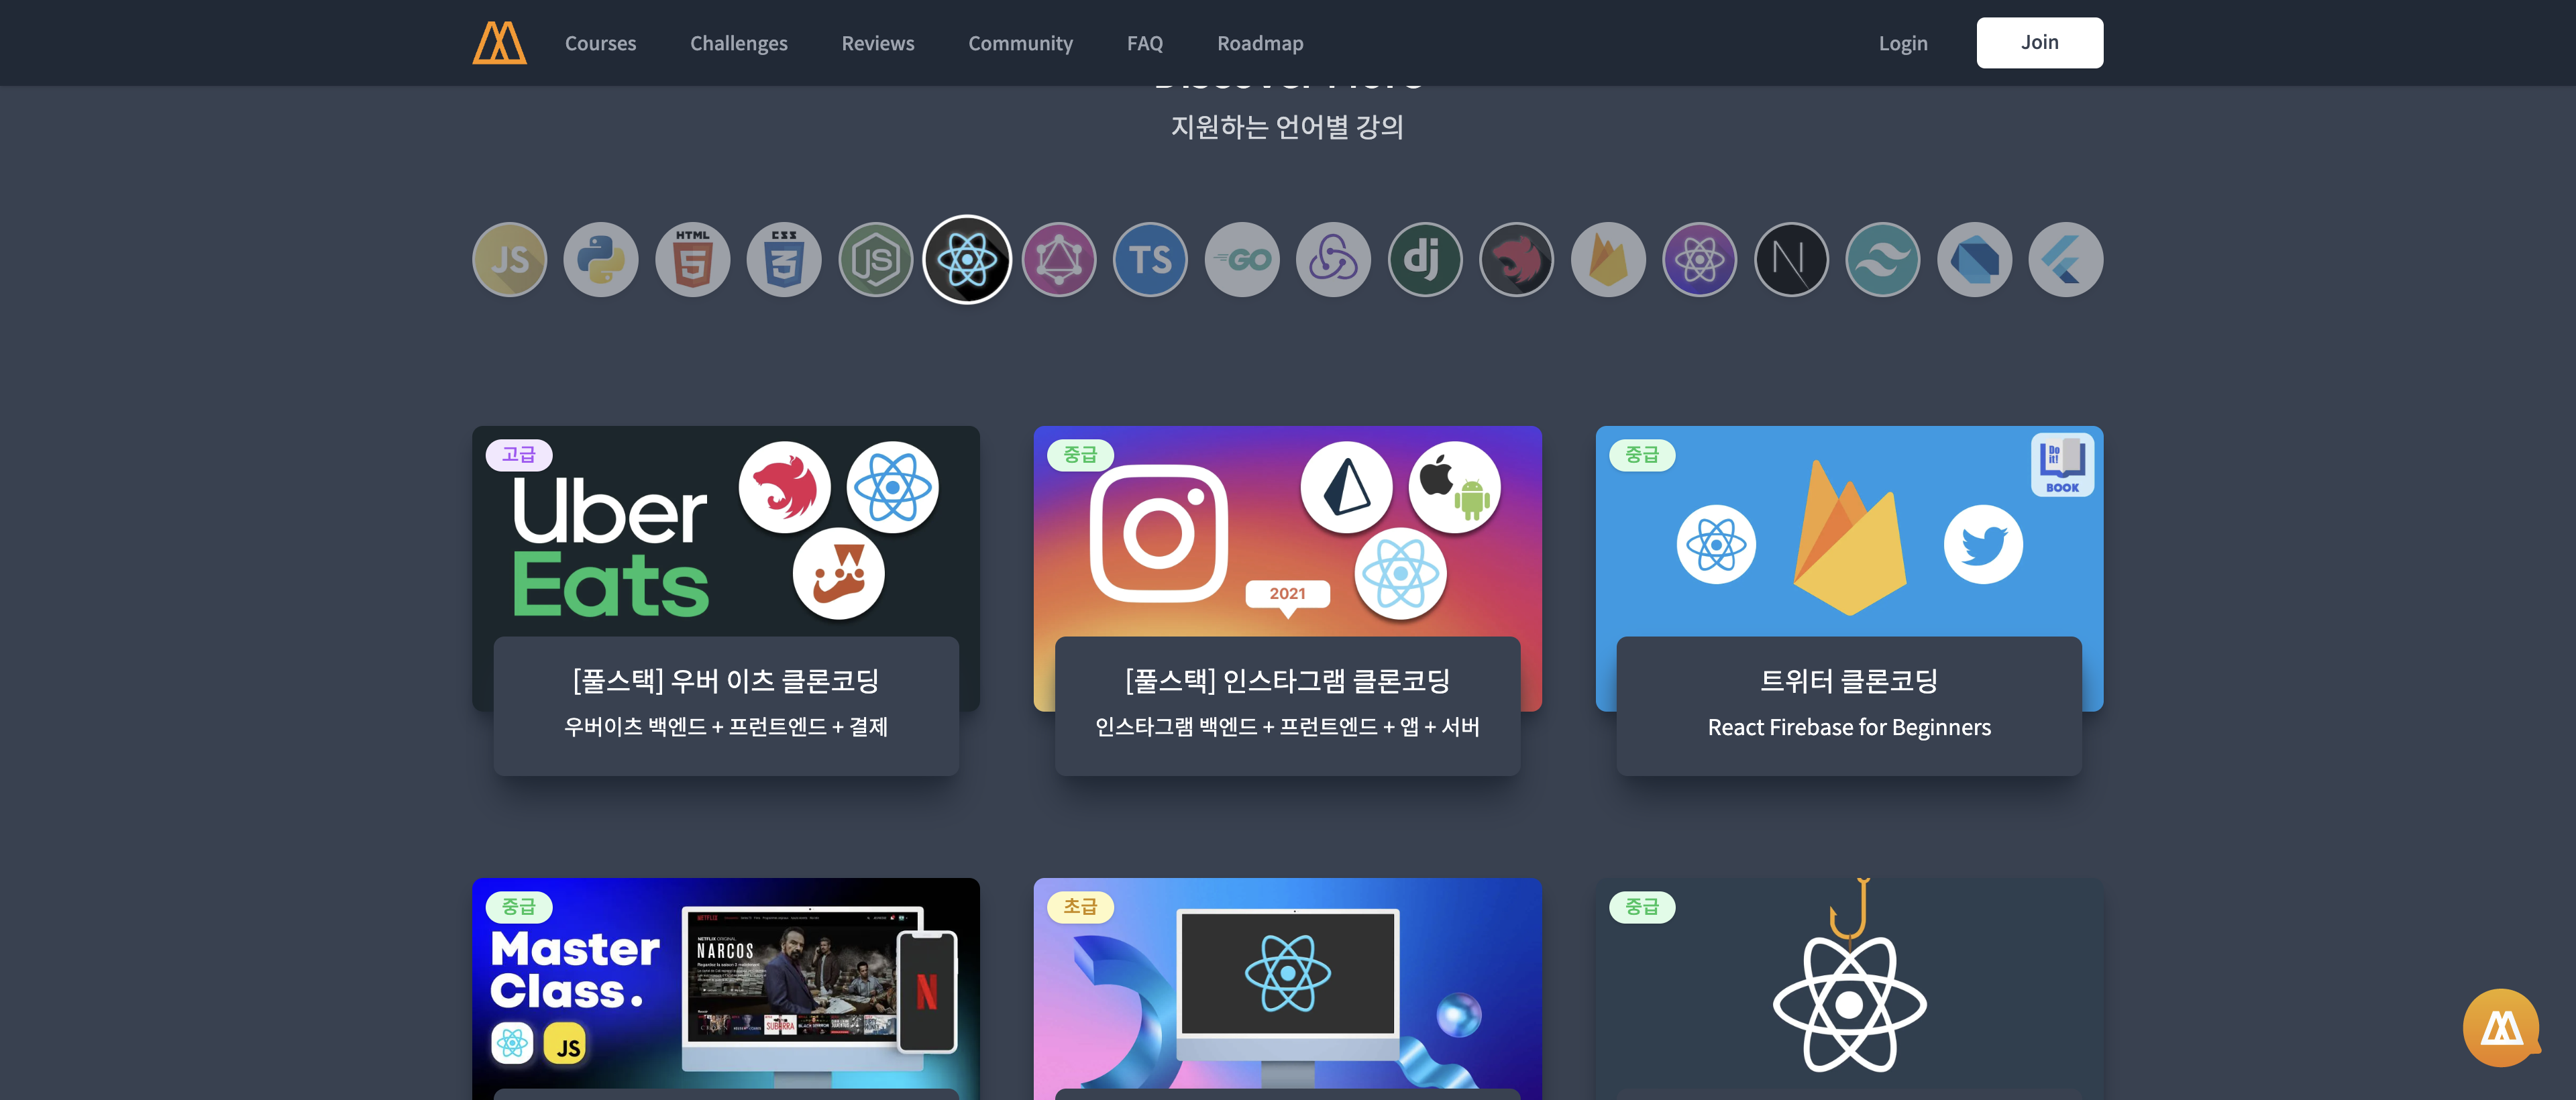 Courses Challenges Reviews Community FAQ Roadmap Login Join
지원하는 언어별 강의
JS HTML 5 CSS 3 JS TS GO dj N
고급
Uber
Eats
[풀스택] 우버 이츠 클론코딩
우버이츠 백엔드 + 프런트엔드 + 결제
중급
2021
[풀스택] 인스타그램 클론코딩
인스타그램 백엔드 + 프런트엔드 + 앱 + 서버
중급
Do
it!
BOOK
트위터 클론코딩
React Firebase for Beginners
중급
Master
Class.
JS
NETFLIX
NARCOS
N
초급
중급